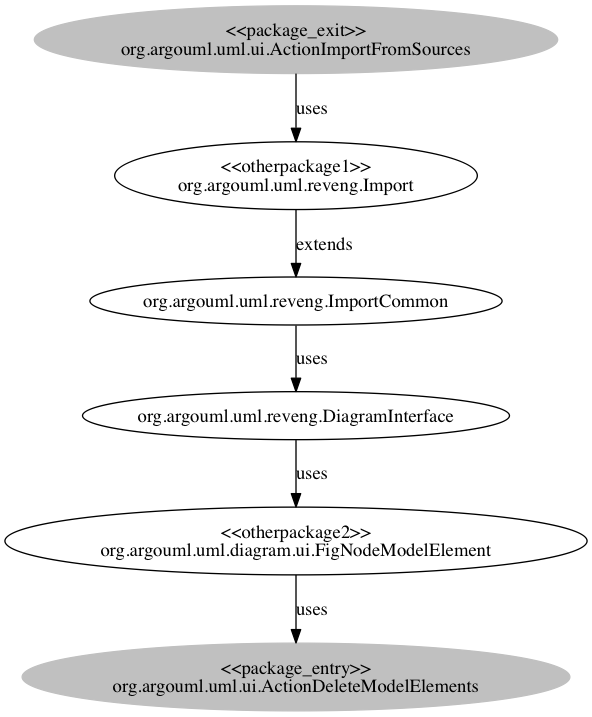 <<package_exit>>
org.argouml.uml.ui.ActionImportFromSources
uses
<<otherpackage1>>
org.argouml.uml.reveng.Import
extends
org.argouml.uml.reveng.ImportCommon
uses
org.argouml.uml.reveng.DiagramInterface
uses
<<otherpackage2>>
org.argouml.uml.diagram.ui.FigNodeModelElement
uses
<<package_entry>>
org.argouml.uml.ui.ActionDeleteModelElements